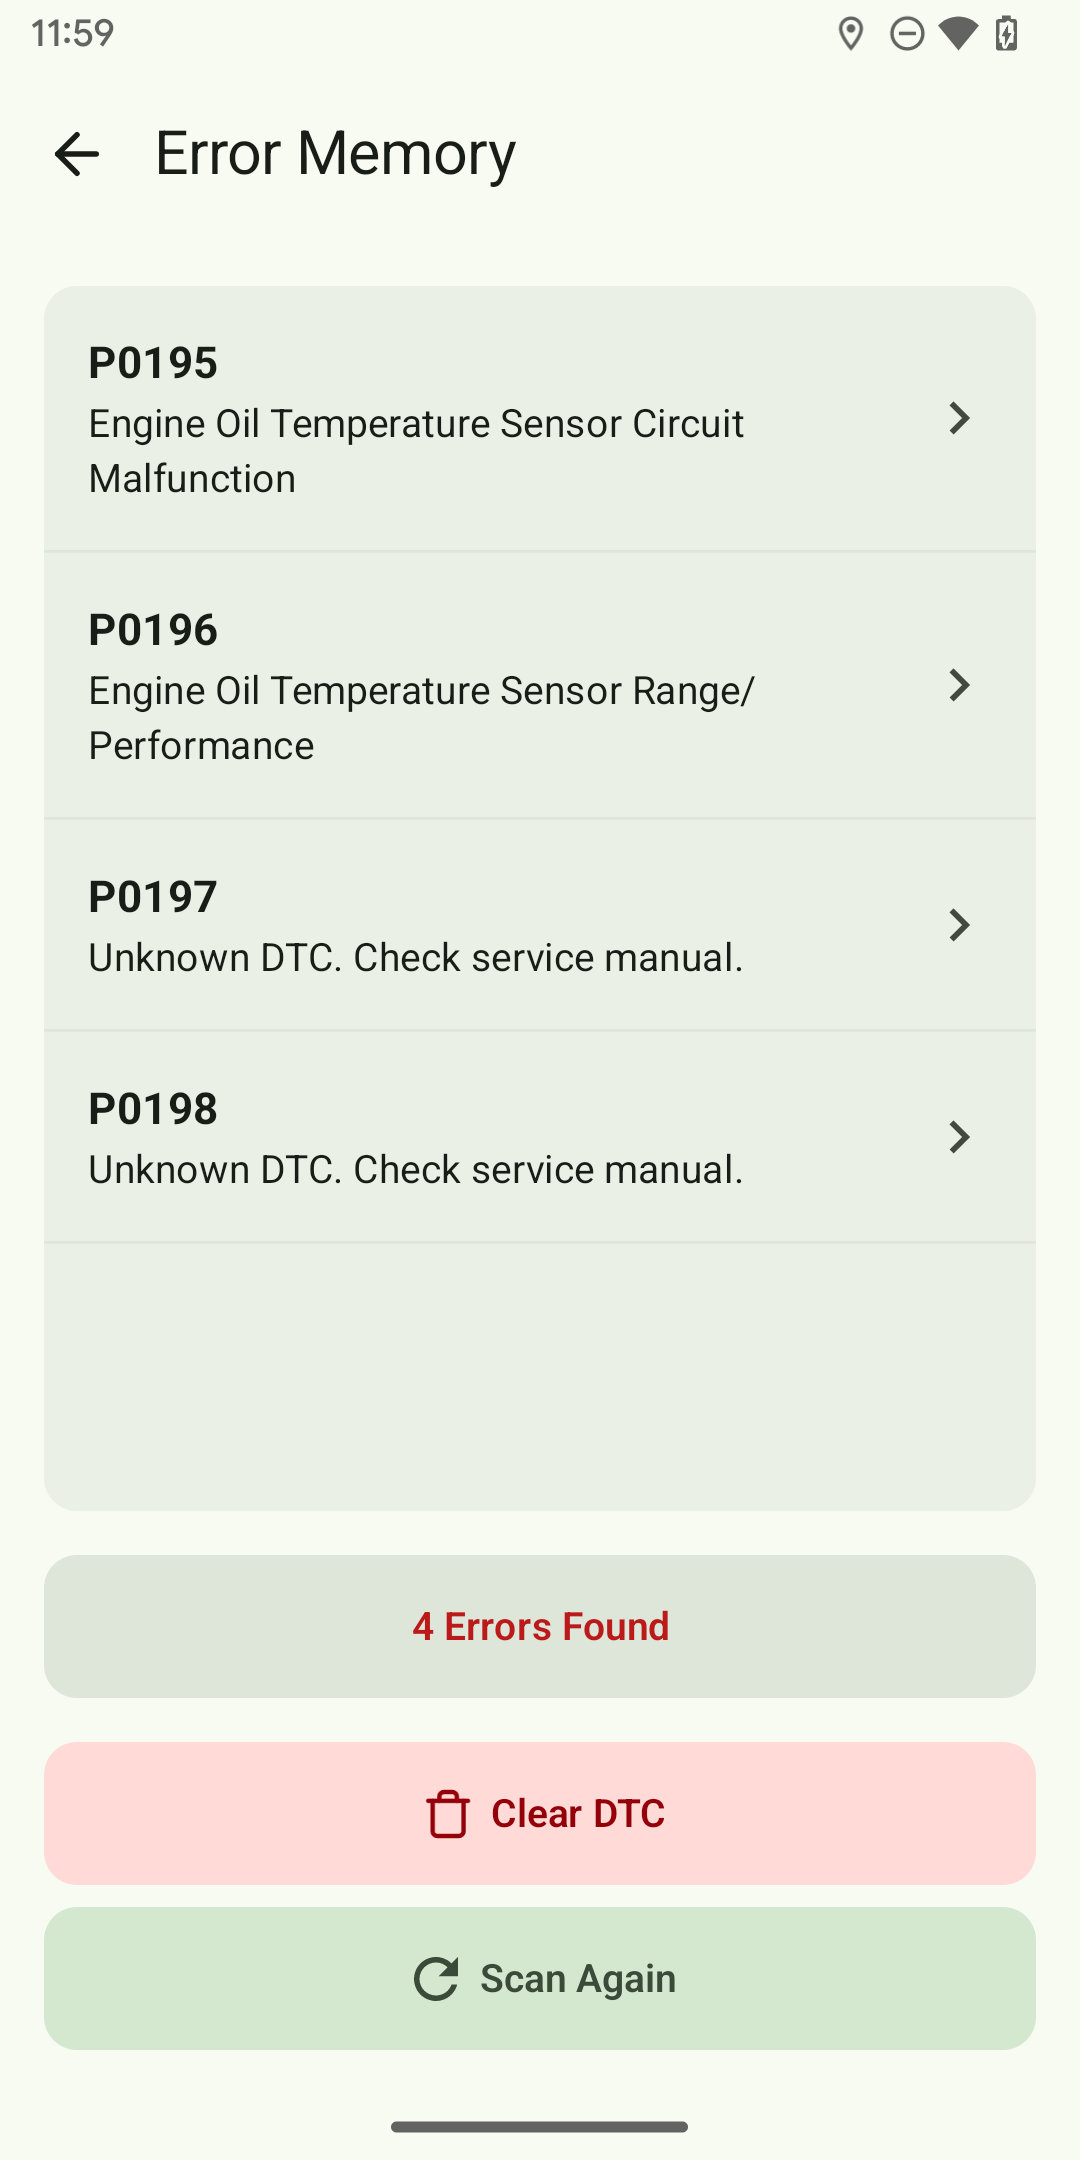 11:59
Error Memory
P0195
Engine Oil Temperature Sensor Circuit
Malfunction
P0196
Engine Oil Temperature Sensor Range/
Performance
P0197
Unknown DTC. Check service manual.
P0198
Unknown DTC. Check service manual.
4 Errors Found
Clear DTC
Scan Again